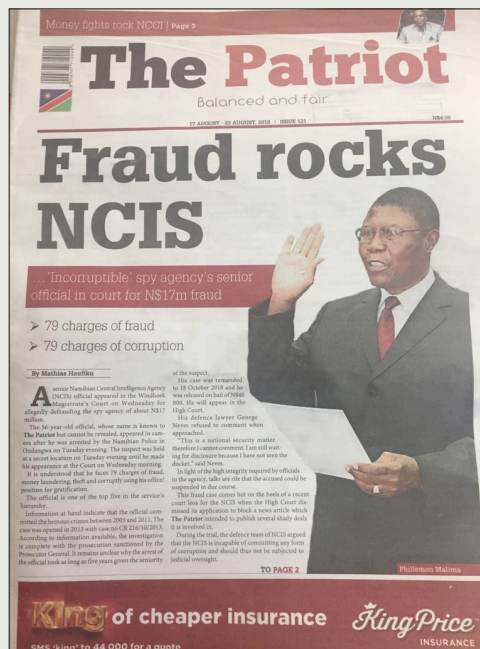 Money fights rock NCCI | Page 3
The Patriot
Balanced and fair
17 AUGUST - 23 AUGUST, 2018 | ISSUE 121
N$4.00
Fraud rocks
NCIS
...'Incorruptible' spy agency's senior
official in court for N$17m fraud
➢ 79 charges of fraud
➢ 79 charges of corruption
By Mathias Haufiku
A senior Namibian Central Intelligence Agency
(NCIS) official appeared in the Windhoek
Magistrate's Court on Wednesday for
allegedly defrauding the spy agency of about N$17
million.
The 56-year-old official, whose name is known to
The Patriot but cannot be revealed, appeared in cam-
era after he was arrested by the Namibian Police in
Ondangwa on Tuesday evening. The suspect was held
at a secret location on Tuesday evening until he made
his appearance at the Court on Wednesday morning.
It is understood that he faces 79 charges of fraud,
money laundering, theft and corruptly using his office/
position for gratification.
The official is one of the top five in the service's
hierarchy.
Information at hand indicate that the official com-
mitted the heinous crimes between 2003 and 2011. The
case was opened in 2013 with case no CR 216/10/2013.
According to information available, the investigation
is complete with the prosecution sanctioned by the
Prosecutor General. It remains unclear why the arrest of
the official took as long as five years given the seniority
of the suspect.
His case was remanded
to 18 October 2018 and he
was released on bail of N$40
000. He will appear in the
High Court.
His defence lawyer George
Neves refused to comment when
approached.
"This is a national security matter
therefore I cannot comment. I am still wait-
ing for disclosure because I have not seen the
docket," said Neves.
In light of the high integrity required by officials
in the agency, talks are rife that the accused could be
suspended in due course.
This fraud case comes hot on the heels of a recent
court loss for the NCIS when the High Court dis-
missed its application to block a news article which
The Patriot intended to publish several shady deals
it is involved in.
During the trial, the defence team of NCIS argued
that the NCIS is incapable of committing any form
of corruption and should thus not be subjected to
judicial oversight.
TO PAGE 2
Phillemon Malima
King of cheaper insurance
KingPrice
INSURANCE
SMS 'king' to 44 000 for a quote